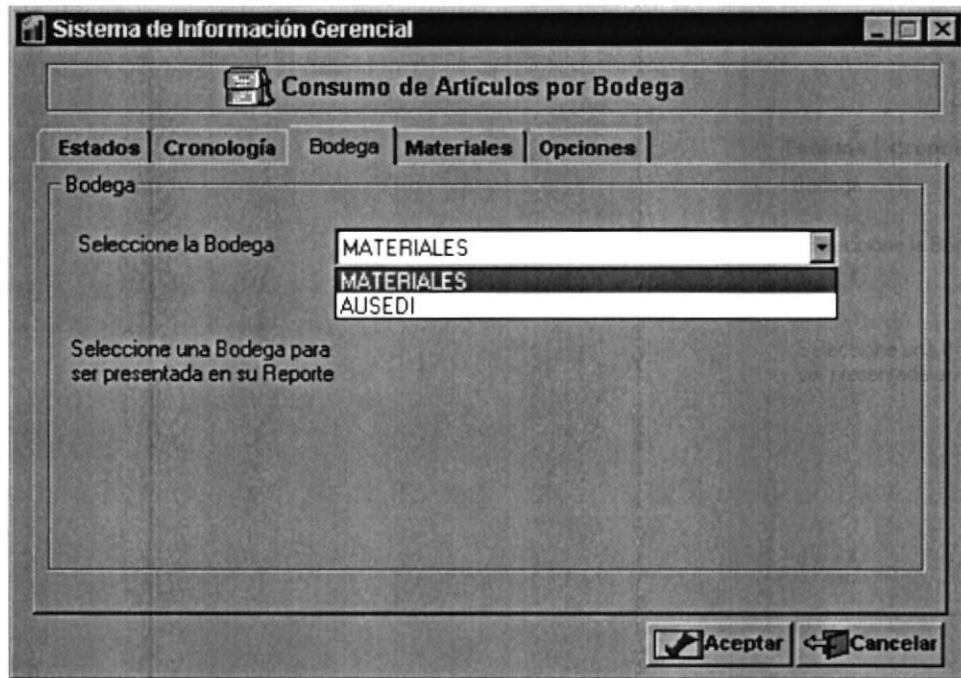 Sistema de Información Gerencial
Consumo de Artículos por Bodega
Estados Cronología Bodega Materiales Opciones
Bodega
Seleccione la Bodega MATERIALES
MATERIALES
AUSEDI
Seleccione una Bodega para
ser presentada en su Reporte
Aceptar Cancelar